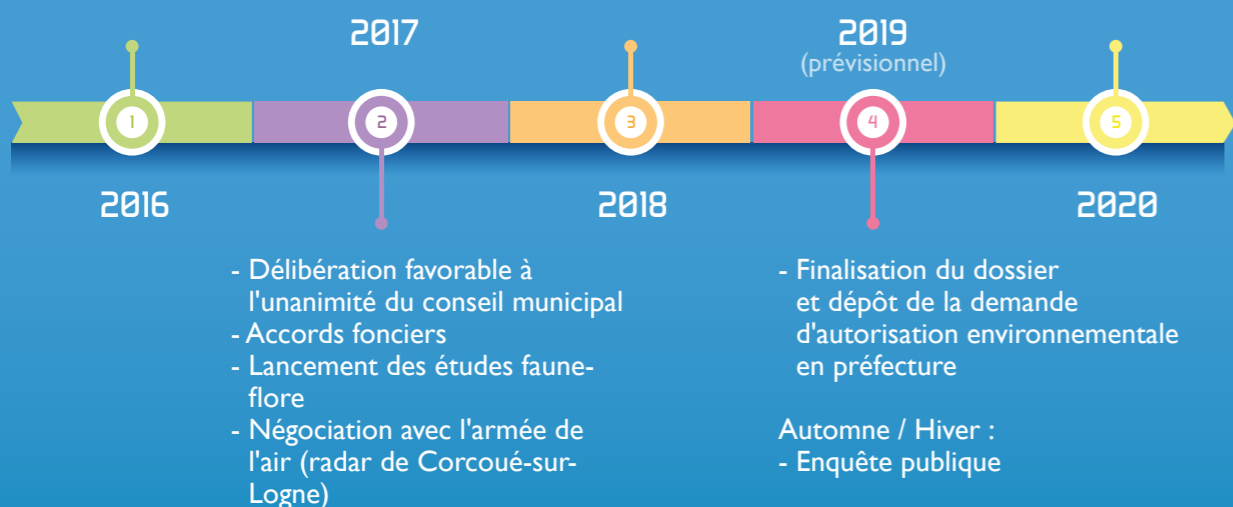 2017
2019
(prévisionnel)
1
2
3
4
5
2016
2018
2020
- Délibération favorable à
l'unanimité du conseil municipal
- Accords fonciers
- Lancement des études faune-
flore
- Négociation avec l'armée de
l'air (radar de Corcoué-sur-
Logne)
- Finalisation du dossier
et dépôt de la demande
d'autorisation environnementale
en préfecture
Automne / Hiver :
- Enquête publique